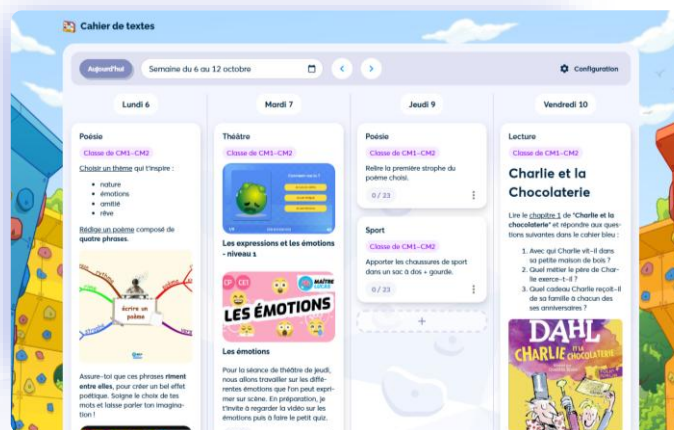 Cahier de textes
Aujourd'hui
Semaine du 6 au 12 octobre
Configuration
Lundi 6
Mardi 7
Jeudi 9
Vendredi 10
Poésie
Classe de CM1-CM2
Choisir un thème qui t'inspire :
nature
émotions
amitié
rêve
Rédige un poème composé de
quatre phrases.
rythme
écrire un
poème
strophe
Assure-toi que ces phrases riment
entre elles, pour créer un bel effet
poétique. Soigne le choix de tes
mots et laisse parler ton imagina-
tion !
Théâtre
Classe de CM1-CM2
Les expressions et les émotions
- niveau 1
CP CE1
MAÎTRE
LUCAS
LES ÉMOTIONS
Les émotions
Pour la séance de théâtre de jeudi,
nous allons travailler sur les diffé-
rentes émotions que l'on peut expri-
mer sur scène. En préparation, je
t'invite à regarder la vidéo sur les
émotions puis à faire le petit quiz.
Poésie
Classe de CM1-CM2
Relire la première strophe du
poème choisi.
0 / 23
Sport
Classe de CM1-CM2
Apporter les chaussures de sport
dans un sac à dos + gourde.
0 / 23
+
Lecture
Classe de CM1-CM2
Charlie et la
Chocolaterie
Lire le chapitre 1 de "Charlie et la
chocolaterie" et répondre aux ques-
tions suivantes dans le cahier bleu :
1. Avec qui Charlie vit-il dans
sa petite maison de bois ?
2. Quel métier le père de Char-
lie exerce-t-il ?
3. Quel cadeau Charlie reçoit-il
de sa famille à chacun des
ses anniversaires ?
DAHL
CHARLIE ET LA CHOCOLATERIE